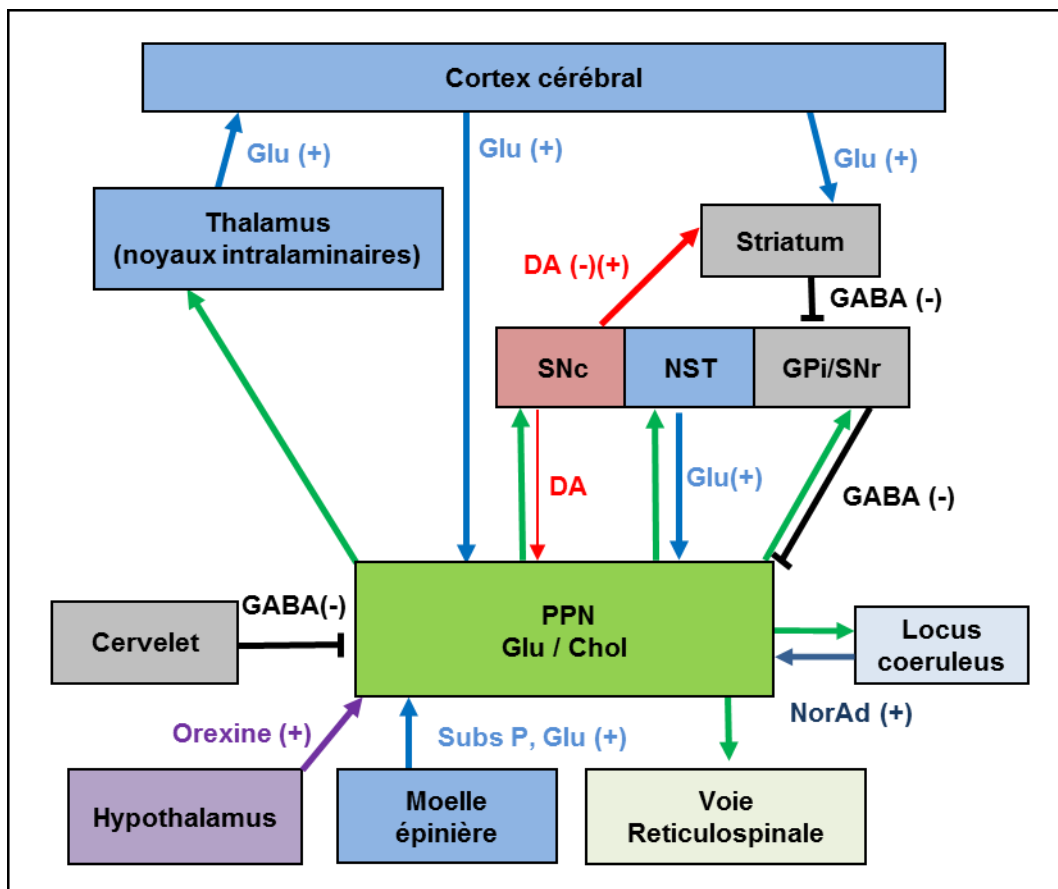 Cortex cérébral
Glu (+)
Glu (+)
Glu (+)
Thalamus
(noyaux intralaminaires)
Striatum
DA (-)(+)
GABA (-)
SNc
NST
GPi/SNr
DA
Glu(+)
GABA (-)
GABA(-)
Cervelet
PPN
Glu / Chol
Locus
coeruleus
NorAd (+)
Orexine (+)
Subs P, Glu (+)
Hypothalamus
Moelle
épinière
Voie
Reticulospinale